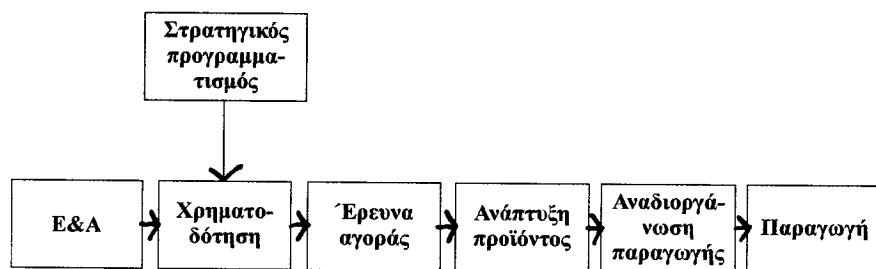 Στρατηγικός
προγραμμα-
τισμός
Ε&Α
Χρηματο-
δότηση
Έρευνα
αγοράς
Ανάπτυξη
προϊόντος
Αναδιοργά-
νωση
παραγωγής
Παραγωγή